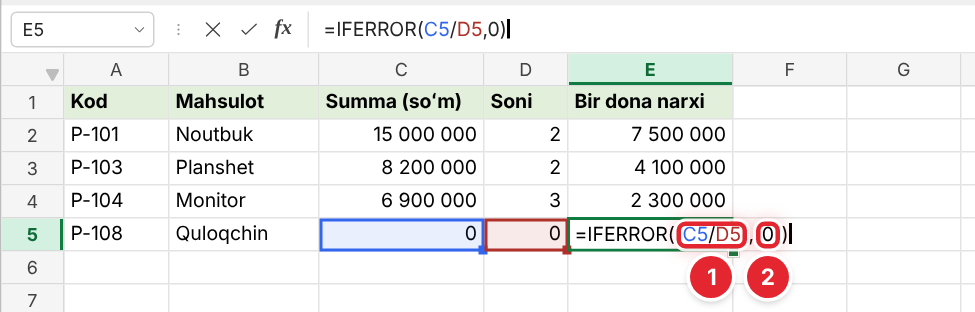 E5 fx =IFERROR(C5/D5,0)
A B C D E F G
1 Kod Mahsulot Summa (soʻm) Soni Bir dona narxi
2 P-101 Noutbuk 15 000 000 2 7 500 000
3 P-103 Planshet 8 200 000 2 4 100 000
4 P-104 Monitor 6 900 000 3 2 300 000
5 P-108 Quloqchin 0 0 =IFERROR(C5/D5,0)
6 1 2
7